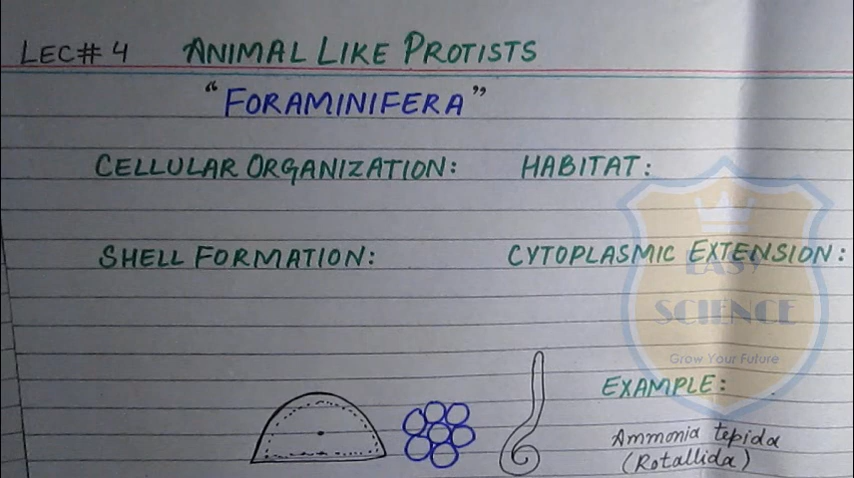 LEC# 4 ANIMAL LIKE PROTISTS
"FORAMINIFERA"
CELLULAR ORGANIZATION: HABITAT:
SHELL FORMATION: CYTOPLASMIC EXTENSION:
EASY
SCIENCE
Grow Your Future
EXAMPLE:
Ammonia tepida
(Rotallida)